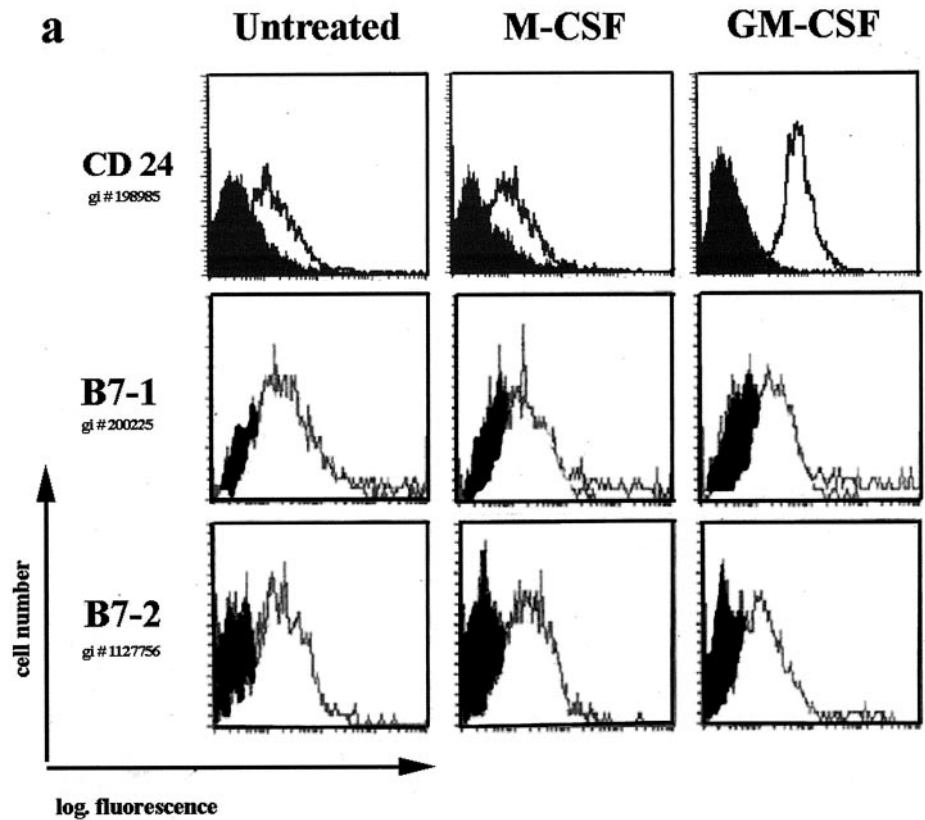 a
Untreated M-CSF GM-CSF
CD 24
gi # 198985
B7-1
gi # 200225
B7-2
gi # 1127756
cell number
log. fluorescence